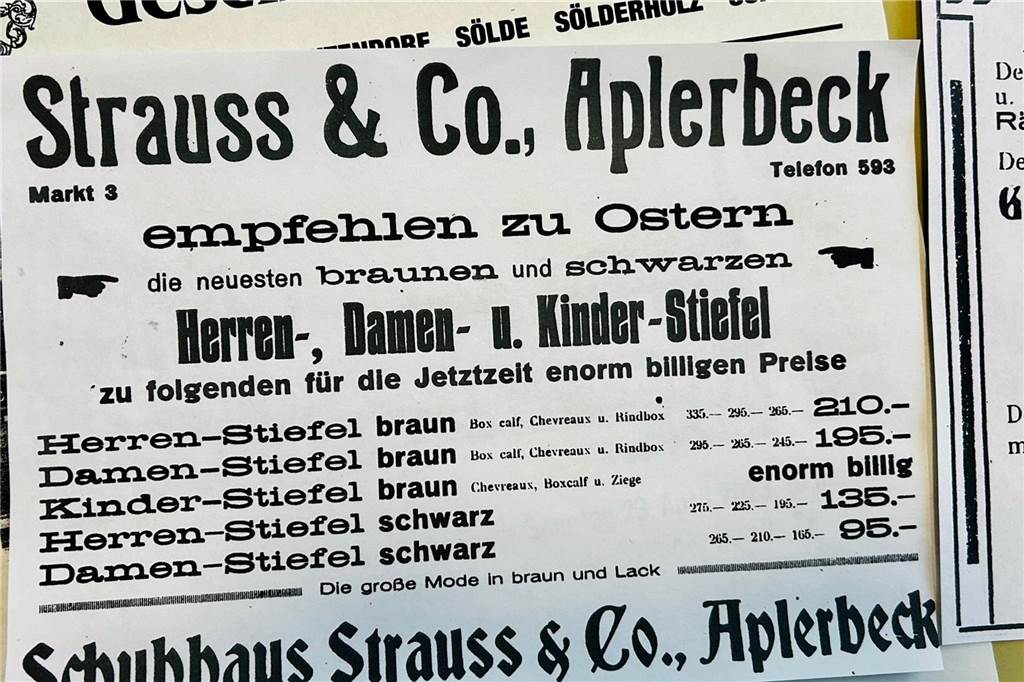 SÖLDE SÖLDERHOLZ
Strauss & Co., Aplerbeck
Markt 3
Telefon 593
empfehlen zu Ostern
die neuesten braunen und schwarzen
Herren-, Damen- u. Kinder-Stiefel
zu folgenden für die Jetztzeit enorm billigen Preise
Herren-Stiefel braun Box calf, Chevreaux u. Rindbox 335.— 295.— 265.— 210.—
Damen-Stiefel braun Box calf, Chevreaux u. Rindbox 295.— 265.— 245.— 195.—
Kinder-Stiefel braun Chevreaux, Boxcalf u. Ziege enorm billig
Herren-Stiefel schwarz 275.— 225.— 195.— 135.—
Damen-Stiefel schwarz 265.— 210.— 165.— 95.—
Die große Mode in braun und Lack
Schuhhaus Strauss & Co., Aplerbeck
De
u.
De
D
m